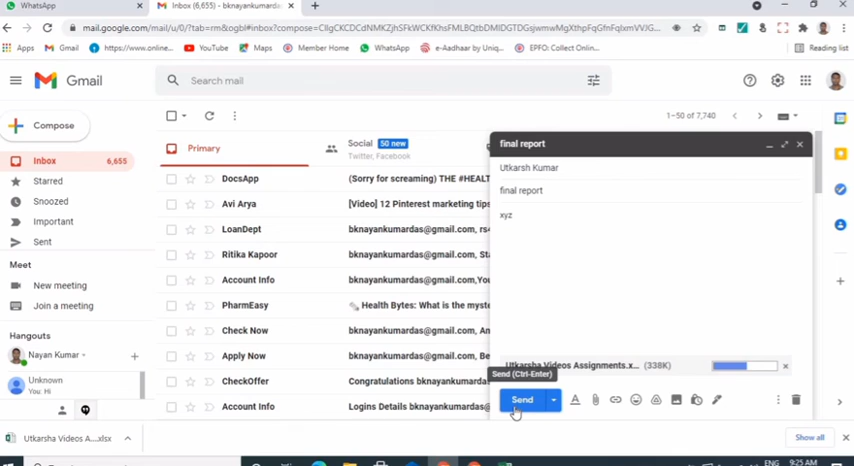 WhatsApp
Inbox (6,655) - bknayankumarda
mail.google.com/mail/u/0/?tab=rm&ogbl#inbox?compose=
Apps
Gmail
https://www.online...
YouTube
Maps
Member Home
WhatsApp
e-Aadhaar by Uniq...
EPFO: Collect Onlin...
Reading list
Gmail
Search mail
Compose
1–50 of 7,740
Primary
Social 50 new
Twitter, Facebook
Inbox 6,655
Starred
Snoozed
Important
Sent
Meet
New meeting
Join a meeting
Hangouts
Nayan Kumar
Unknown
You: Hi
DocsApp (Sorry for screaming) THE #HEAL
Avi Arya [Video] 12 Pinterest marketing tips
LoanDept bknayankumardas@gmail.com, rs4
Ritika Kapoor bknayankumardas@gmail.com, Sta
Account Info bknayankumardas@gmail.com,You
PharmEasy Health Bytes: What is the myste
Check Now bknayankumardas@gmail.com, Am
Apply Now bknayankumardas@gmail.com, Be
CheckOffer Congratulations bknayankumardas
Account Info Logins Details bknayankumardas@
final report
Utkarsh Kumar
final report
xyz
Utkarsha Videos Assignments.x... (338K)
Send (Ctrl-Enter)
Send
Utkarsha Videos A....xlsx
Show all
ENG
9:25 AM